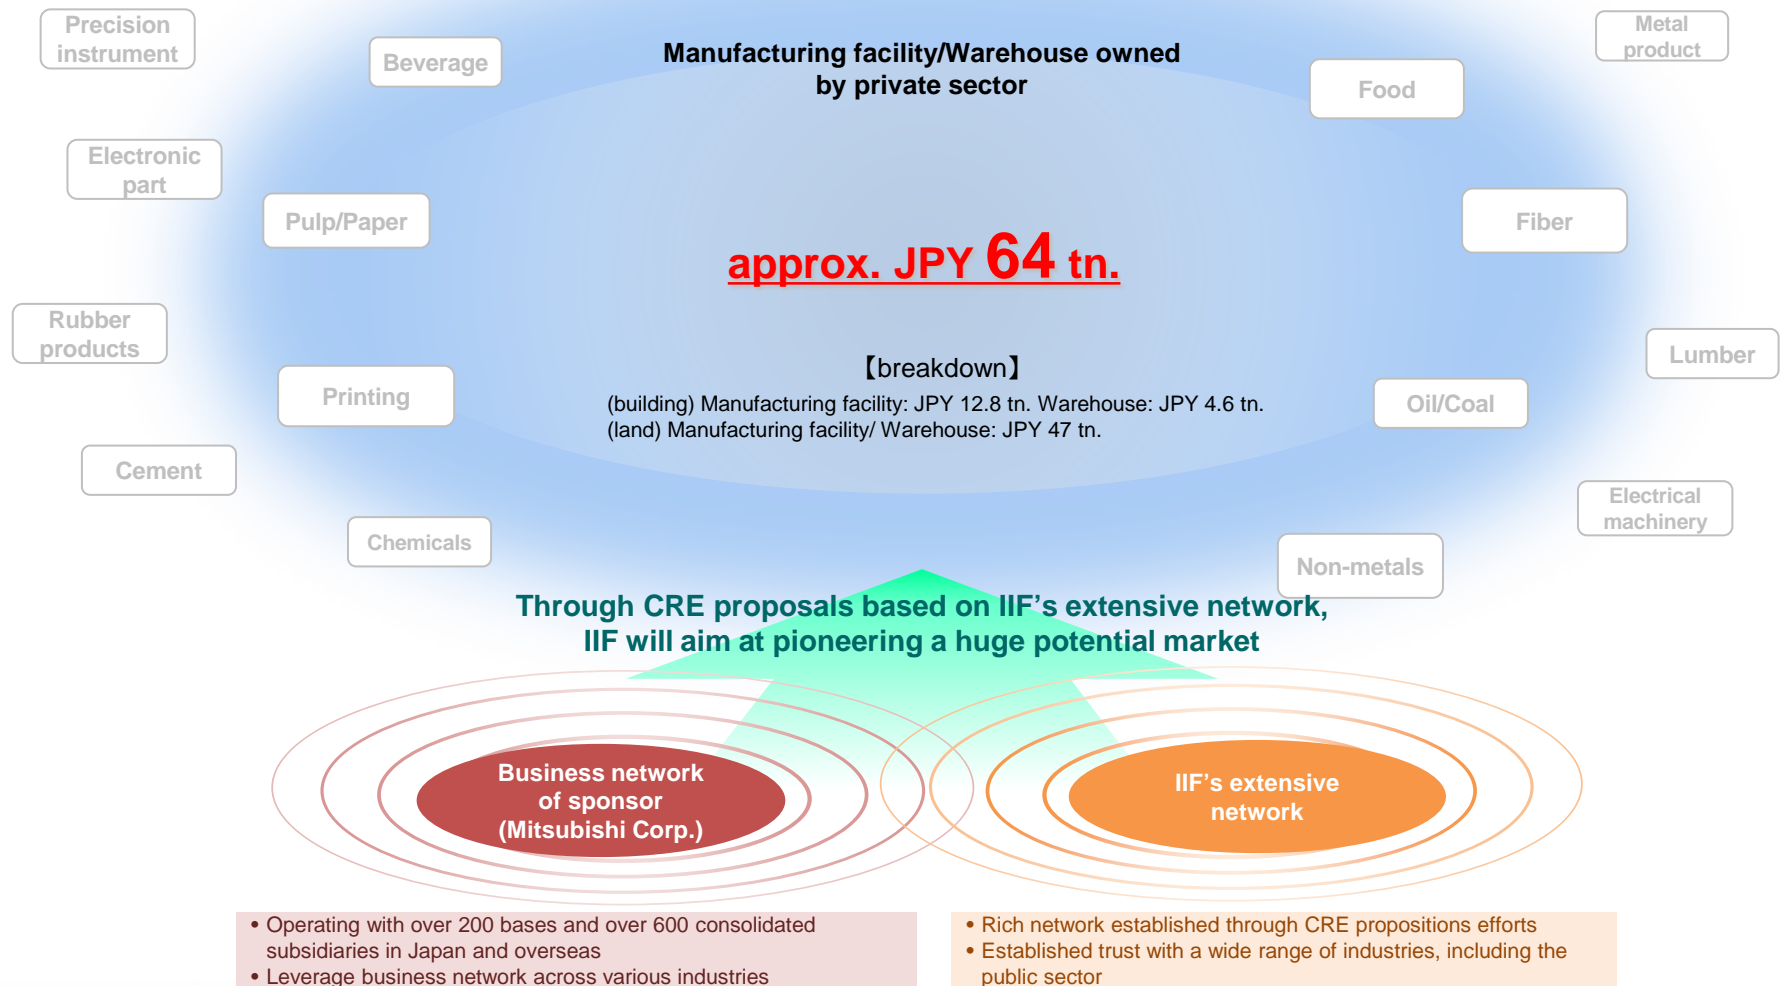 Precision
instrument
Beverage
Manufacturing facility/Warehouse owned
by private sector
Metal
product
Food
Electronic
part
Pulp/Paper
Fiber
approx. JPY 64 tn.
Rubber
products
Lumber
【breakdown】
Printing
(building) Manufacturing facility: JPY 12.8 tn. Warehouse: JPY 4.6 tn.
(land) Manufacturing facility/ Warehouse: JPY 47 tn.
Oil/Coal
Cement
Electrical
machinery
Chemicals
Non-metals
Through CRE proposals based on IIF’s extensive network,
IIF will aim at pioneering a huge potential market
Business network
of sponsor
(Mitsubishi Corp.)
IIF’s extensive
network
• Operating with over 200 bases and over 600 consolidated
subsidiaries in Japan and overseas
• Leverage business network across various industries
• Rich network established through CRE propositions efforts
• Established trust with a wide range of industries, including the
public sector